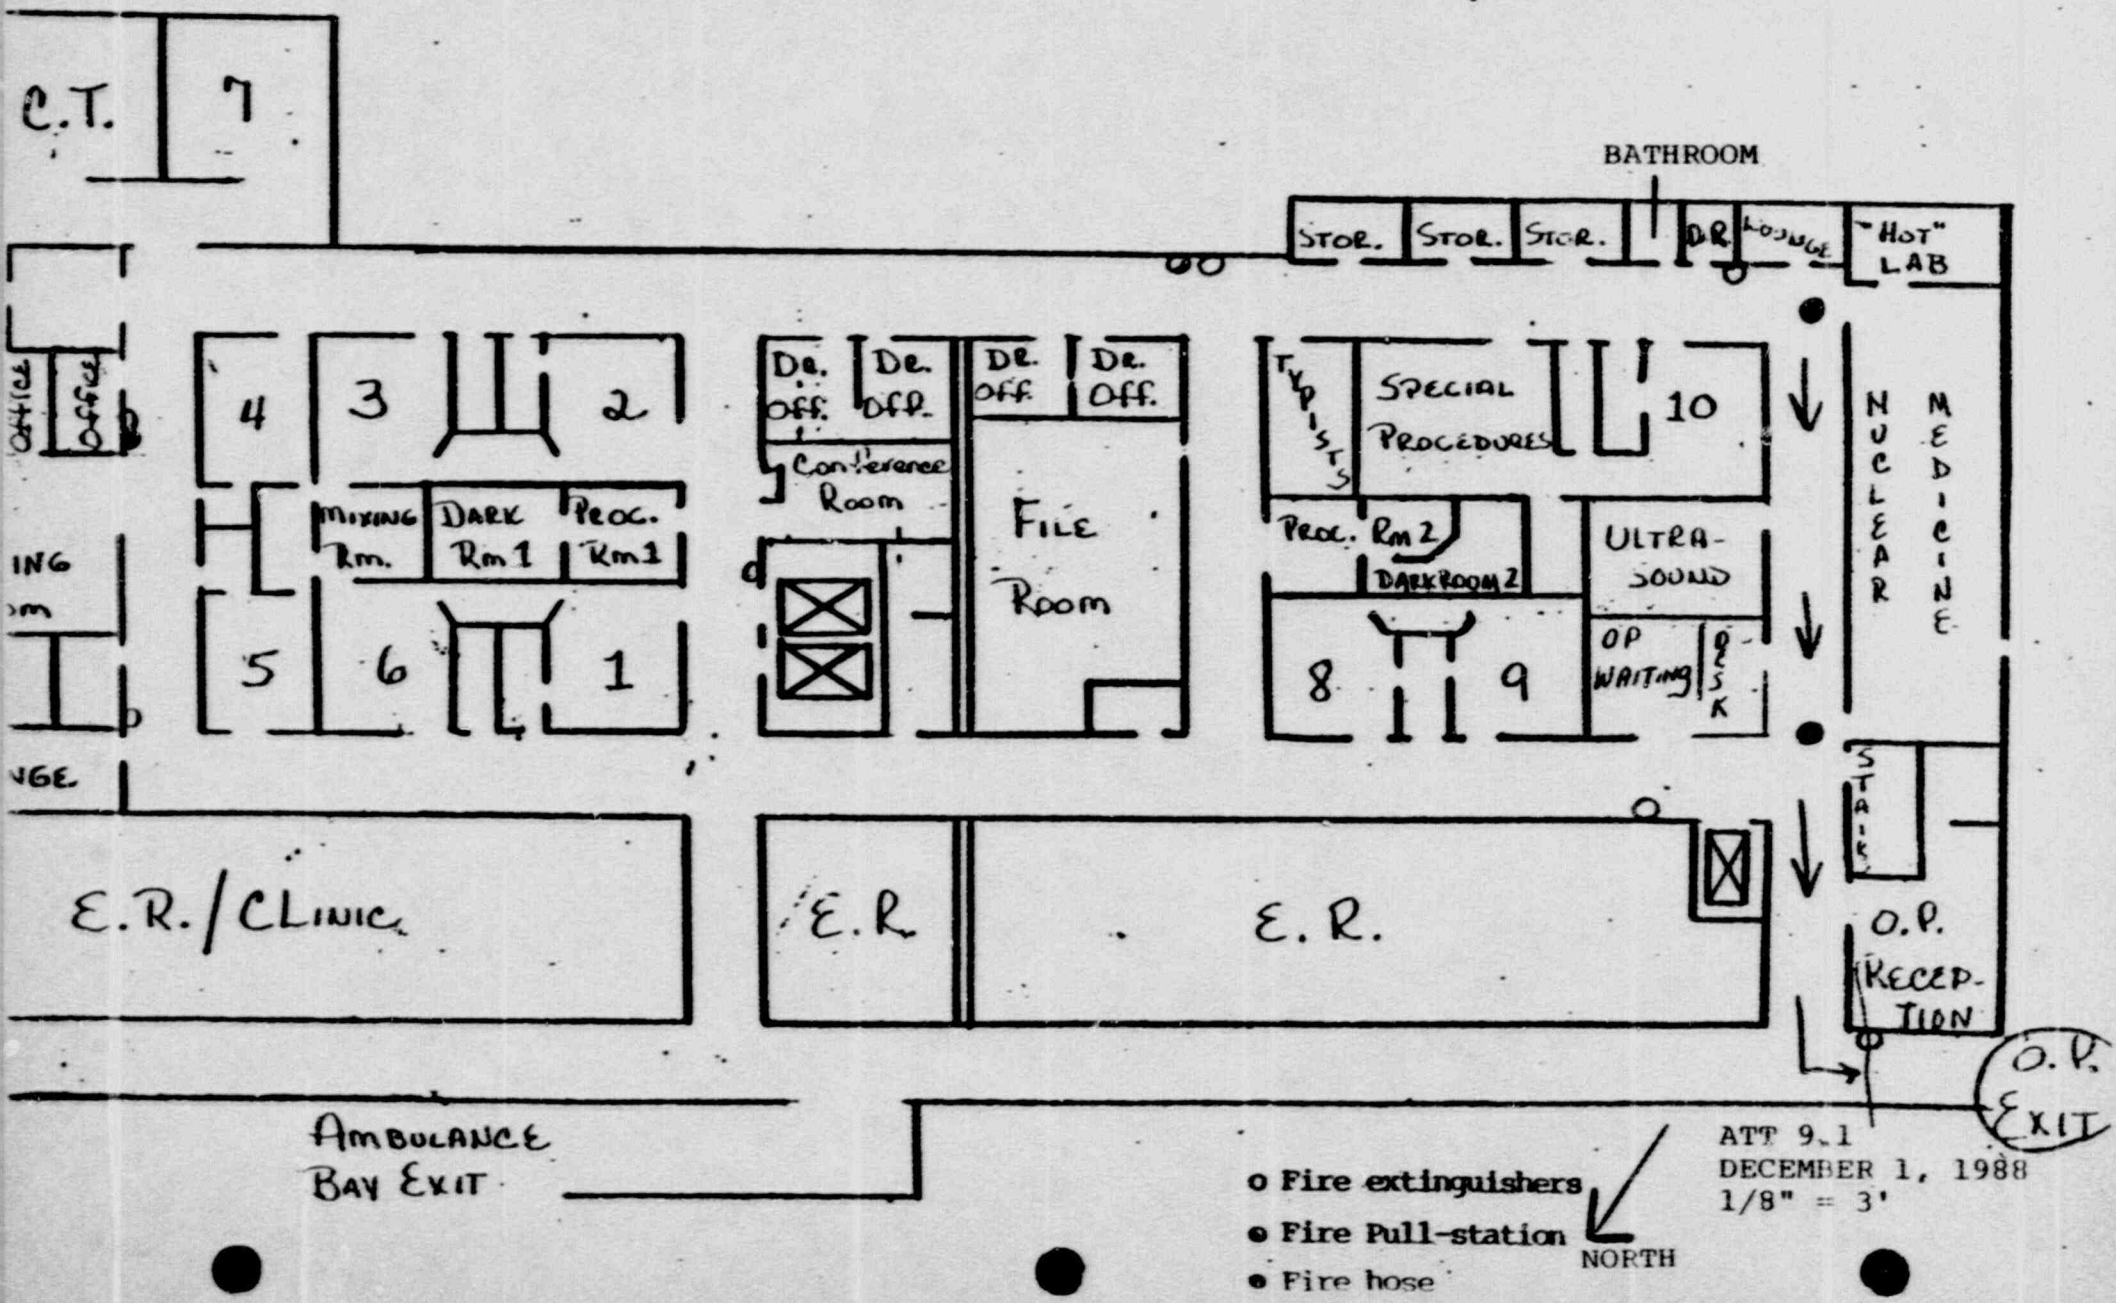 C.T.
7
BATHROOM
STOR.
STOR.
STOR.
D.R.
LOUNGE
"HOT"
LAB
OFFICE
OFFICE
4
3
2
DR.
OFF.
DR.
OFF.
DR.
OFF.
DR.
OFF.
TYPISTS
SPECIAL
PROCEDURES
10
NUCLEAR
MEDICINE
Conference
Room
MIXING
Rm.
DARK
Rm 1
PROC.
Rm 1
FILE
ROOM
PROC. Rm 2
DARKROOM 2
ULTRA-
SOUND
ING
om
5
6
1
8
9
OP
WAITING
DESK
NGE
STAIR
E.R./CLINIC
E.R.
E.R.
O.P.
RECEP-
TION
O.P.
EXIT
AMBULANCE
BAY EXIT
ATT 9.1
DECEMBER 1, 1988
1/8" = 3'
Fire extinguishers
Fire Pull-station
Fire hose
NORTH